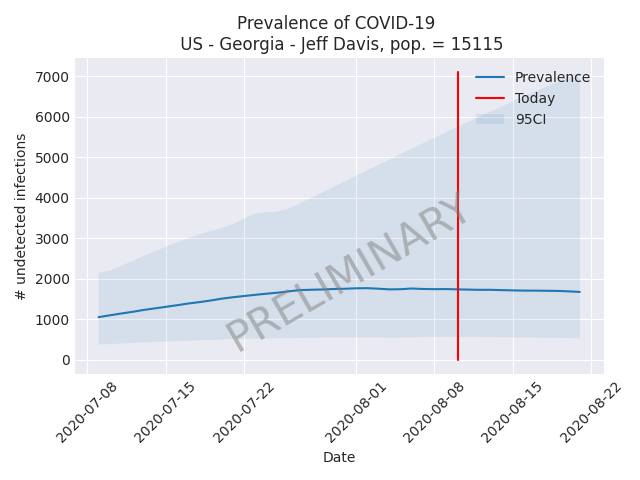 Prevalence of COVID-19
US - Georgia - Jeff Davis, pop. = 15115
# undetected infections
7000
6000
5000
4000
3000
2000
1000
0
Prevalence
Today
95CI
PRELIMINARY
2020-07-08
2020-07-15
2020-07-22
2020-08-01
2020-08-08
2020-08-15
2020-08-22
Date